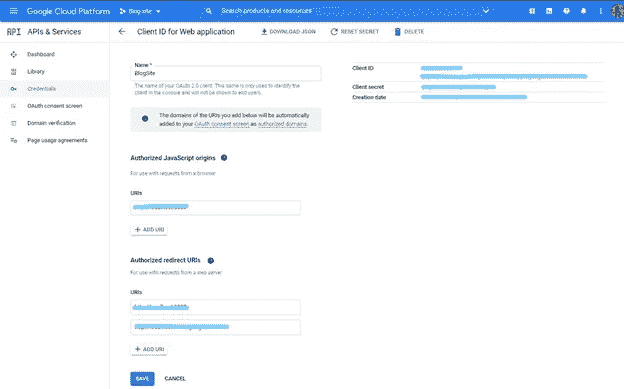 Google Cloud Platform
Blog site
Search products and resources
API APIs & Services
Client ID for Web application
DOWNLOAD JSON
RESET SECRET
DELETE
Dashboard
Library
Credentials
OAuth consent screen
Domain verification
Page usage agreements
Name *
BlogSite
The name of your OAuth 2.0 client. This name is only used to identify the
client in the console and will not be shown to end users.
The domains of the URIs you add below will be automatically
added to your OAuth consent screen as authorized domains.
Client ID
Client secret
Creation date
Authorized JavaScript origins
For use with requests from a browser
URIs
+ ADD URI
Authorized redirect URIs
For use with requests from a web server
URIs
+ ADD URI
SAVE
CANCEL